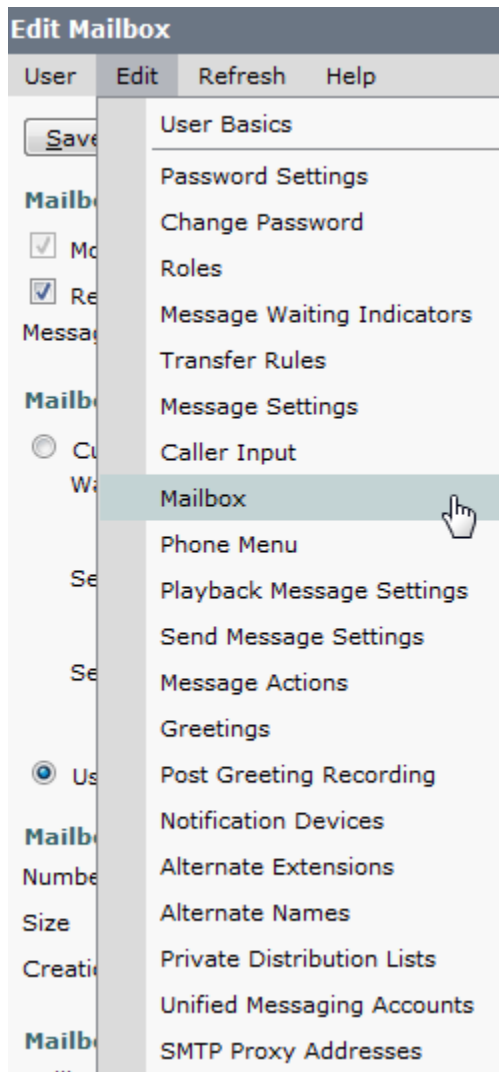 Edit Mailbox
User Edit Refresh Help
User Basics
Password Settings
Change Password
Roles
Message Waiting Indicators
Transfer Rules
Message Settings
Caller Input
Mailbox
Phone Menu
Playback Message Settings
Send Message Settings
Message Actions
Greetings
Post Greeting Recording
Notification Devices
Alternate Extensions
Alternate Names
Private Distribution Lists
Unified Messaging Accounts
SMTP Proxy Addresses
Save
Size